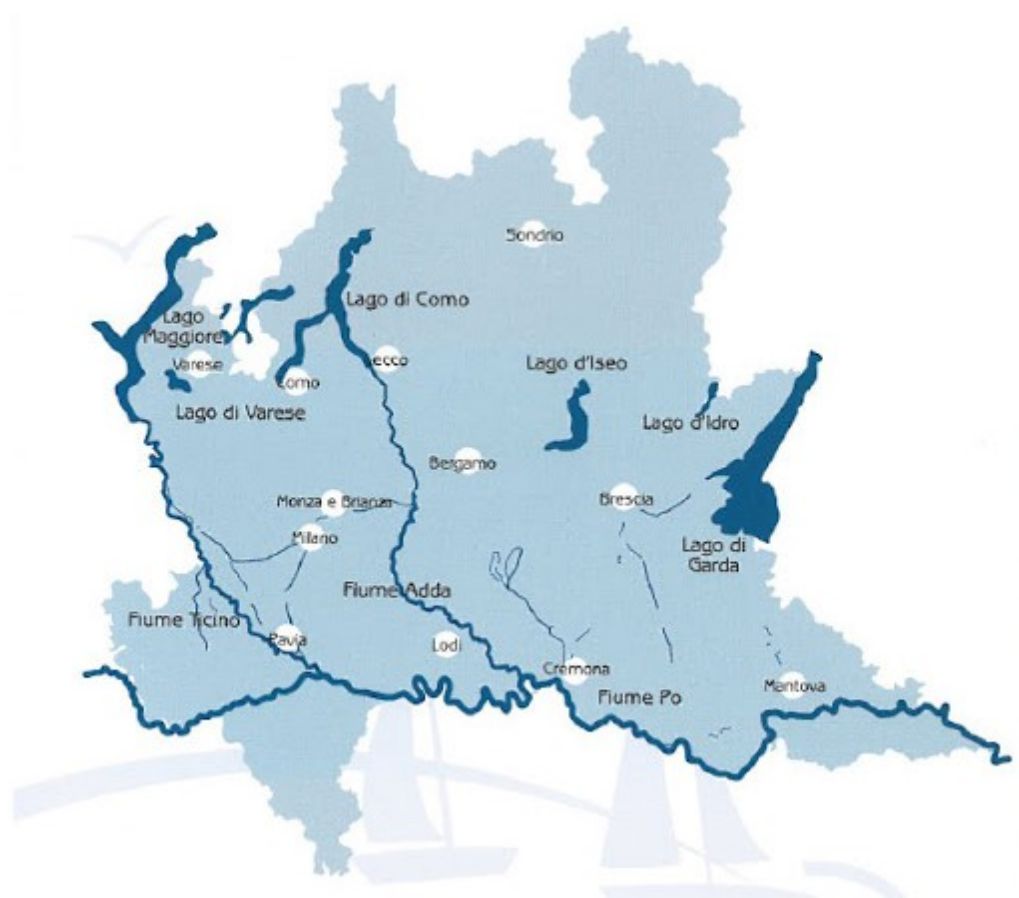 Sondrio
Lago di Como
Lago
Maggiore
Varese
Lecco
Como
Lago d'Iseo
Lago di Varese
Lago d'Idro
Bergamo
Monza e Brianza
Brescia
Milano
Lago di
Garda
Fiume Adda
Fiume Ticino
Pavia
Lodi
Cremona
Fiume Po
Mantova